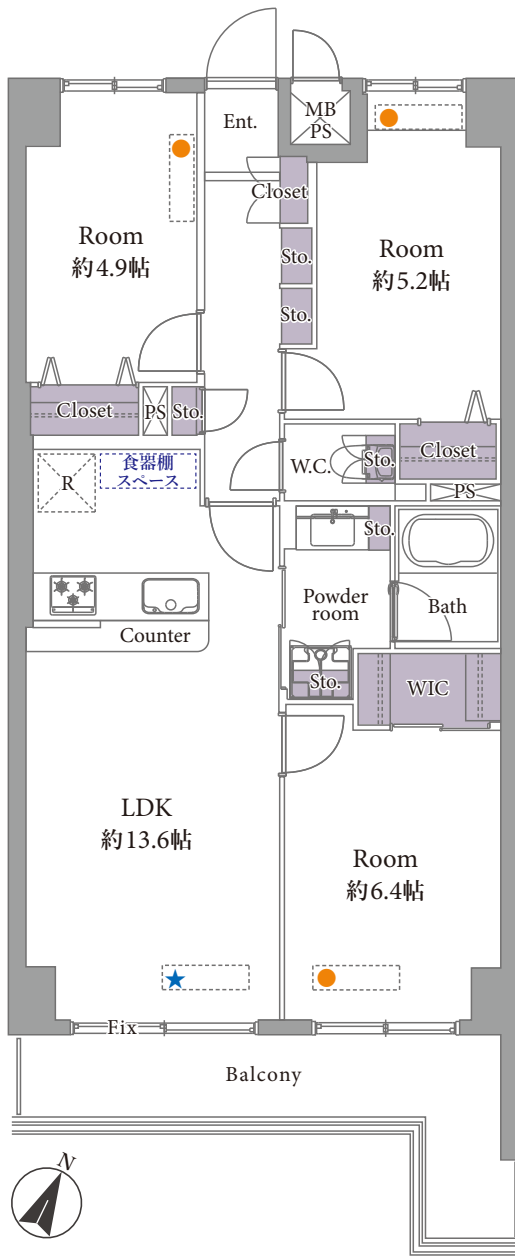 MB
PS
Ent.
Closet
Room
約4.9帖
Room
約5.2帖
Sto.
Sto.
Closet
PS
Sto.
W.C.
Sto.
Closet
PS
R
食器棚
スペース
Sto.
Powder
room
Bath
Counter
Sto.
WIC
LDK
約13.6帖
Room
約6.4帖
Fix
Balcony
N